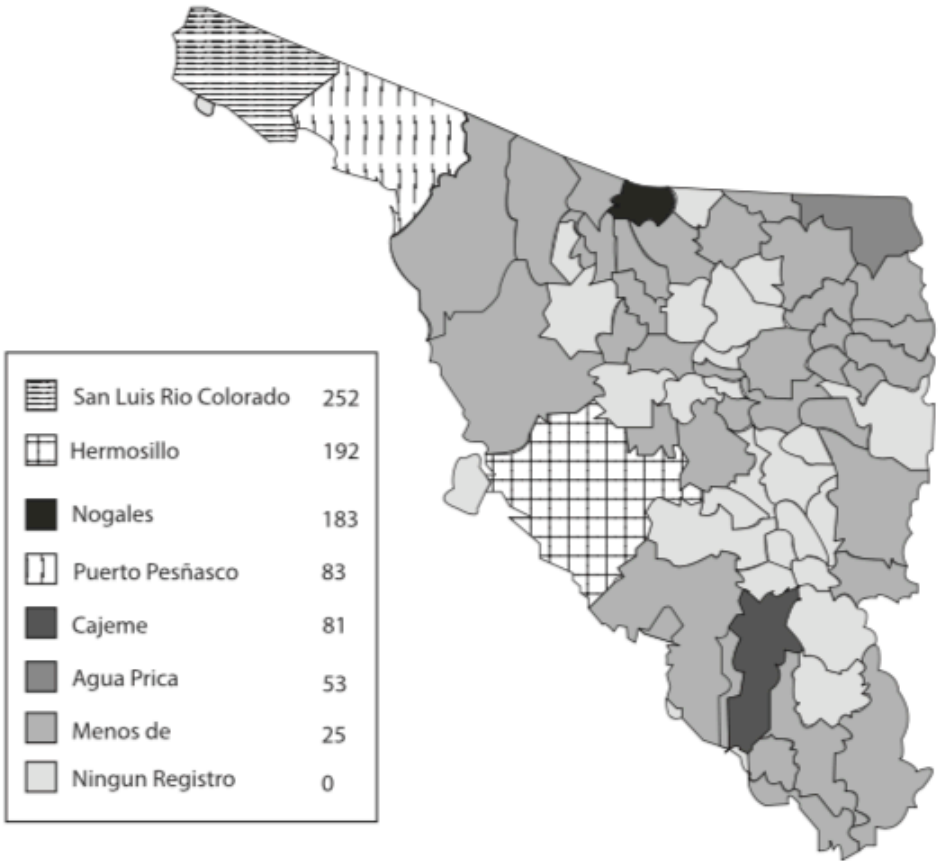 San Luis Rio Colorado 252
Hermosillo 192
Nogales 183
Puerto Pesñasco 83
Cajeme 81
Agua Prica 53
Menos de 25
Ningun Registro 0